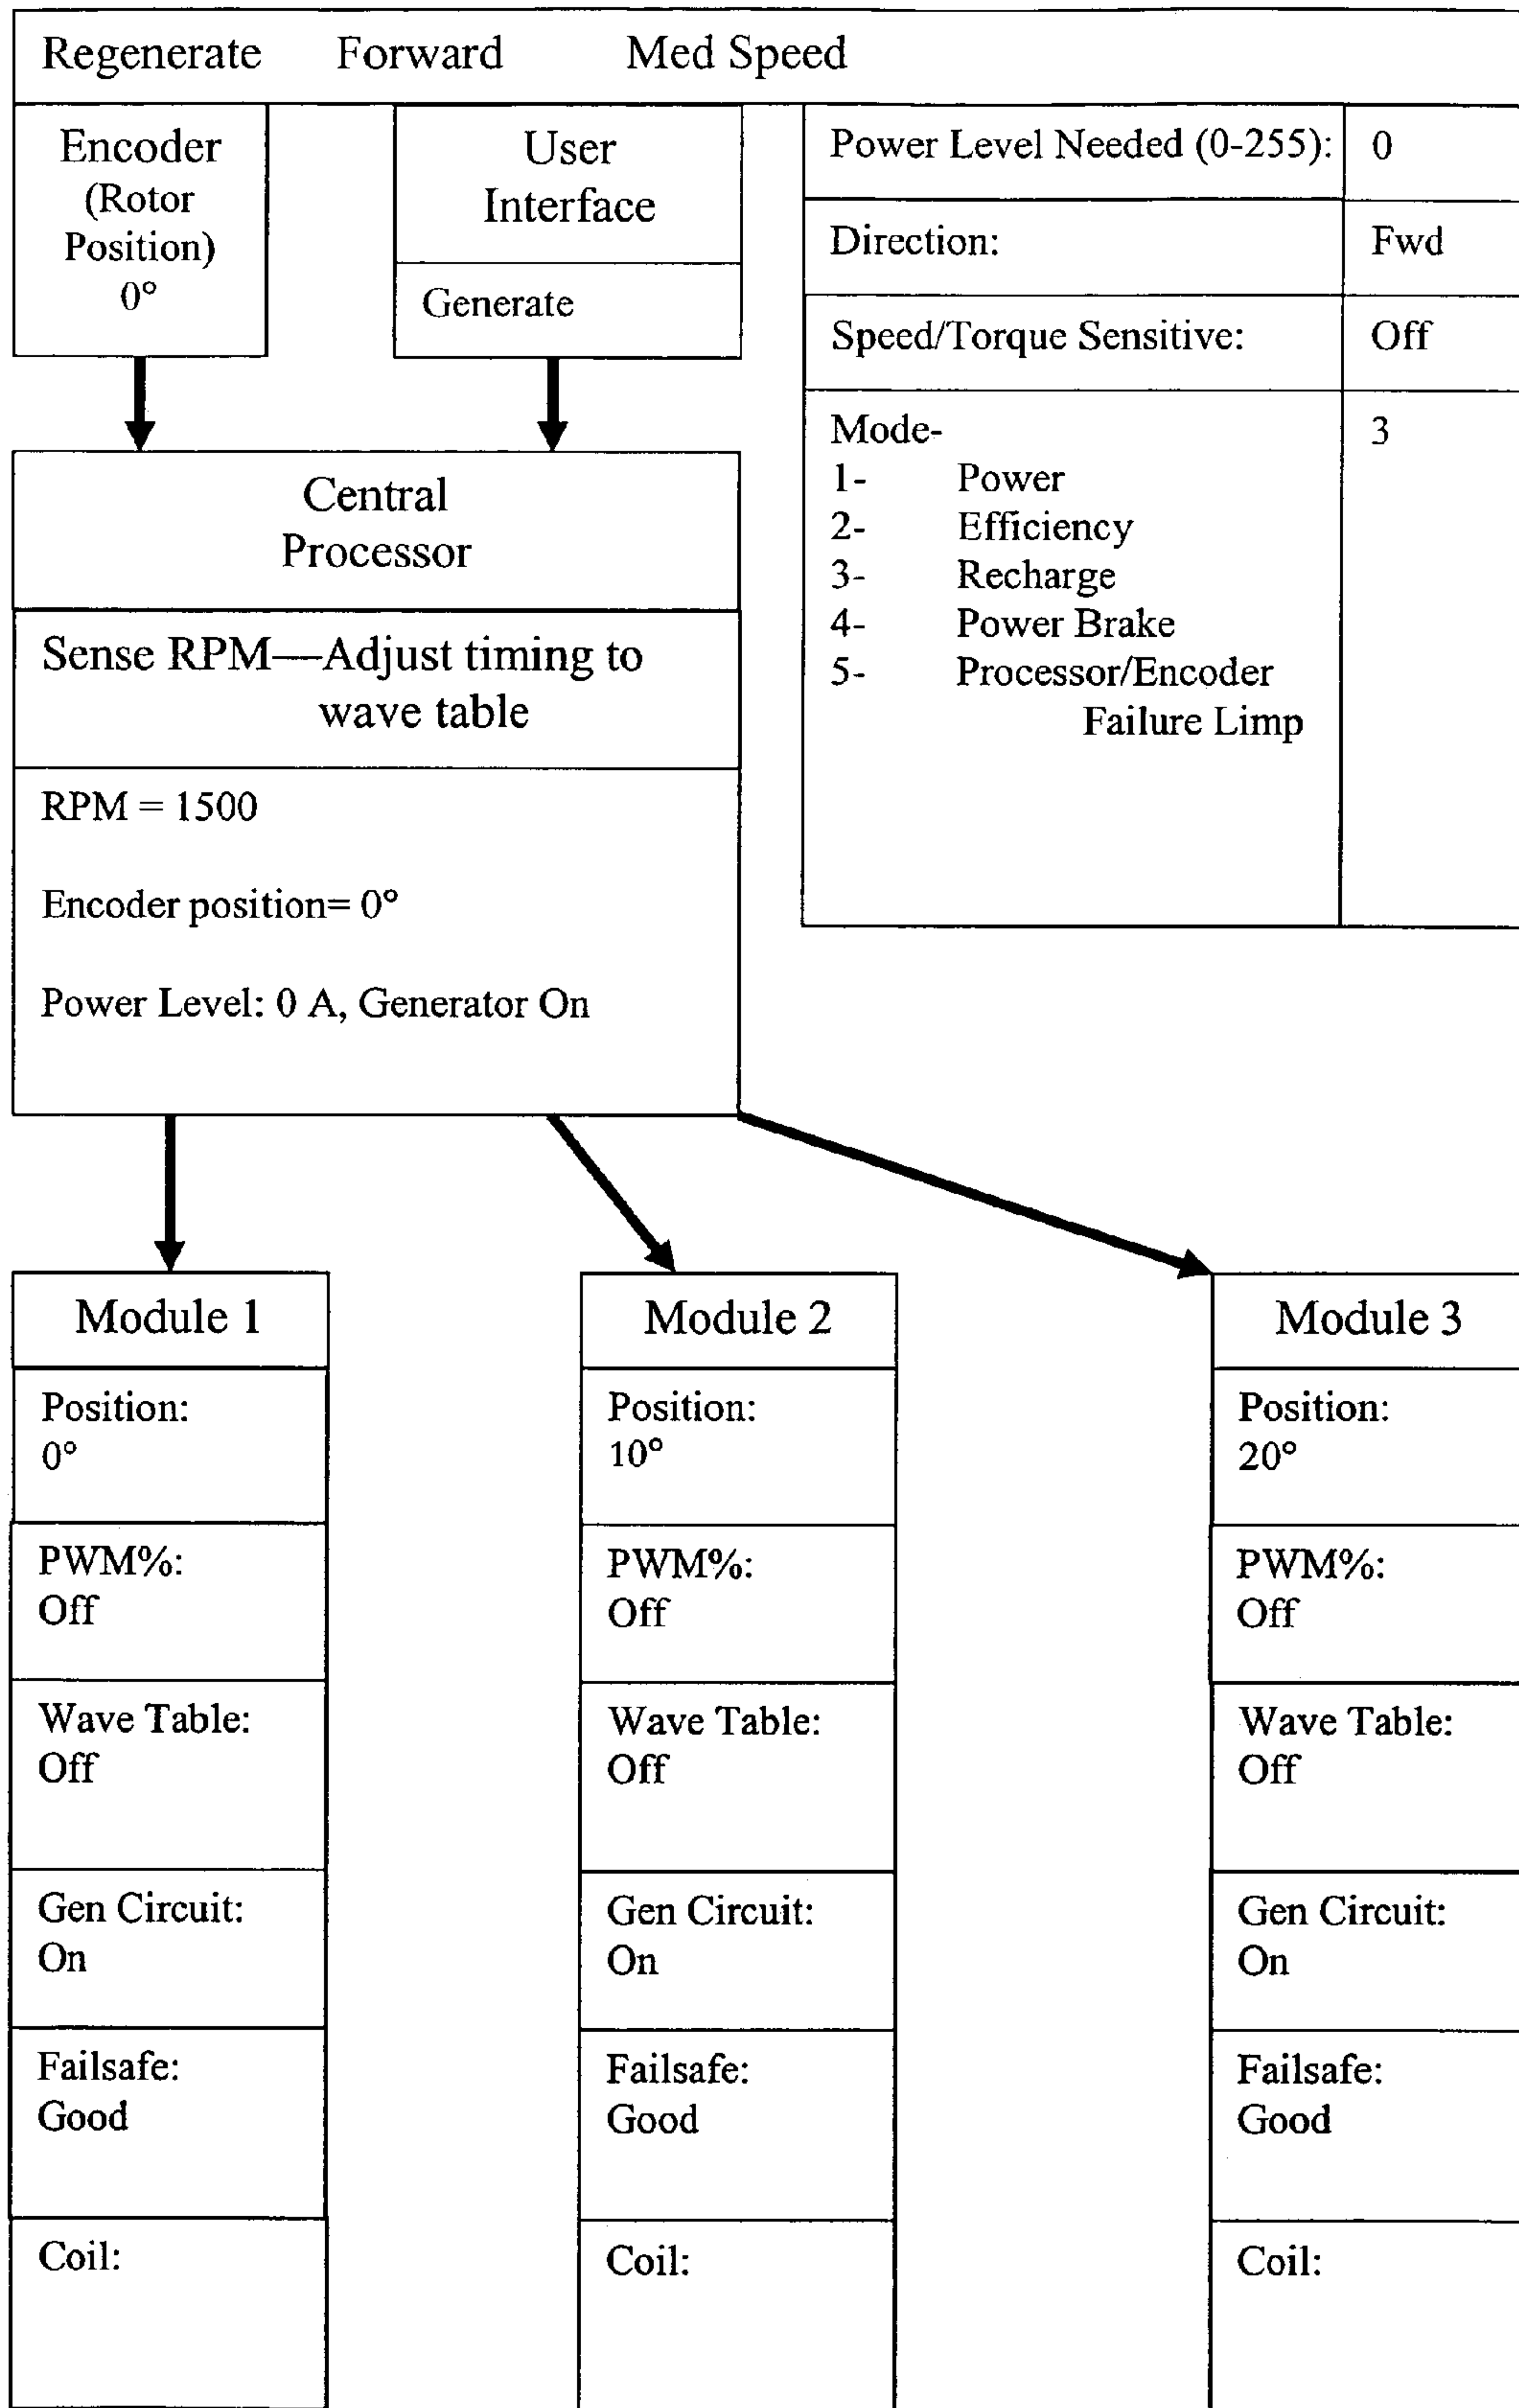 Regenerate Forward Med Speed
Encoder
(Rotor
Position)
0°
User
Interface
Generate
Power Level Needed (0-255): 0
Direction: Fwd
Speed/Torque Sensitive: Off
Mode- 3
1- Power
2- Efficiency
3- Recharge
4- Power Brake
5- Processor/Encoder
Failure Limp
Central
Processor
Sense RPM—Adjust timing to
wave table
RPM = 1500
Encoder position= 0°
Power Level: 0 A, Generator On
Module 1
Position:
0°
PWM%:
Off
Wave Table:
Off
Gen Circuit:
On
Failsafe:
Good
Coil:
Module 2
Position:
10°
PWM%:
Off
Wave Table:
Off
Gen Circuit:
On
Failsafe:
Good
Coil:
Module 3
Position:
20°
PWM%:
Off
Wave Table:
Off
Gen Circuit:
On
Failsafe:
Good
Coil: